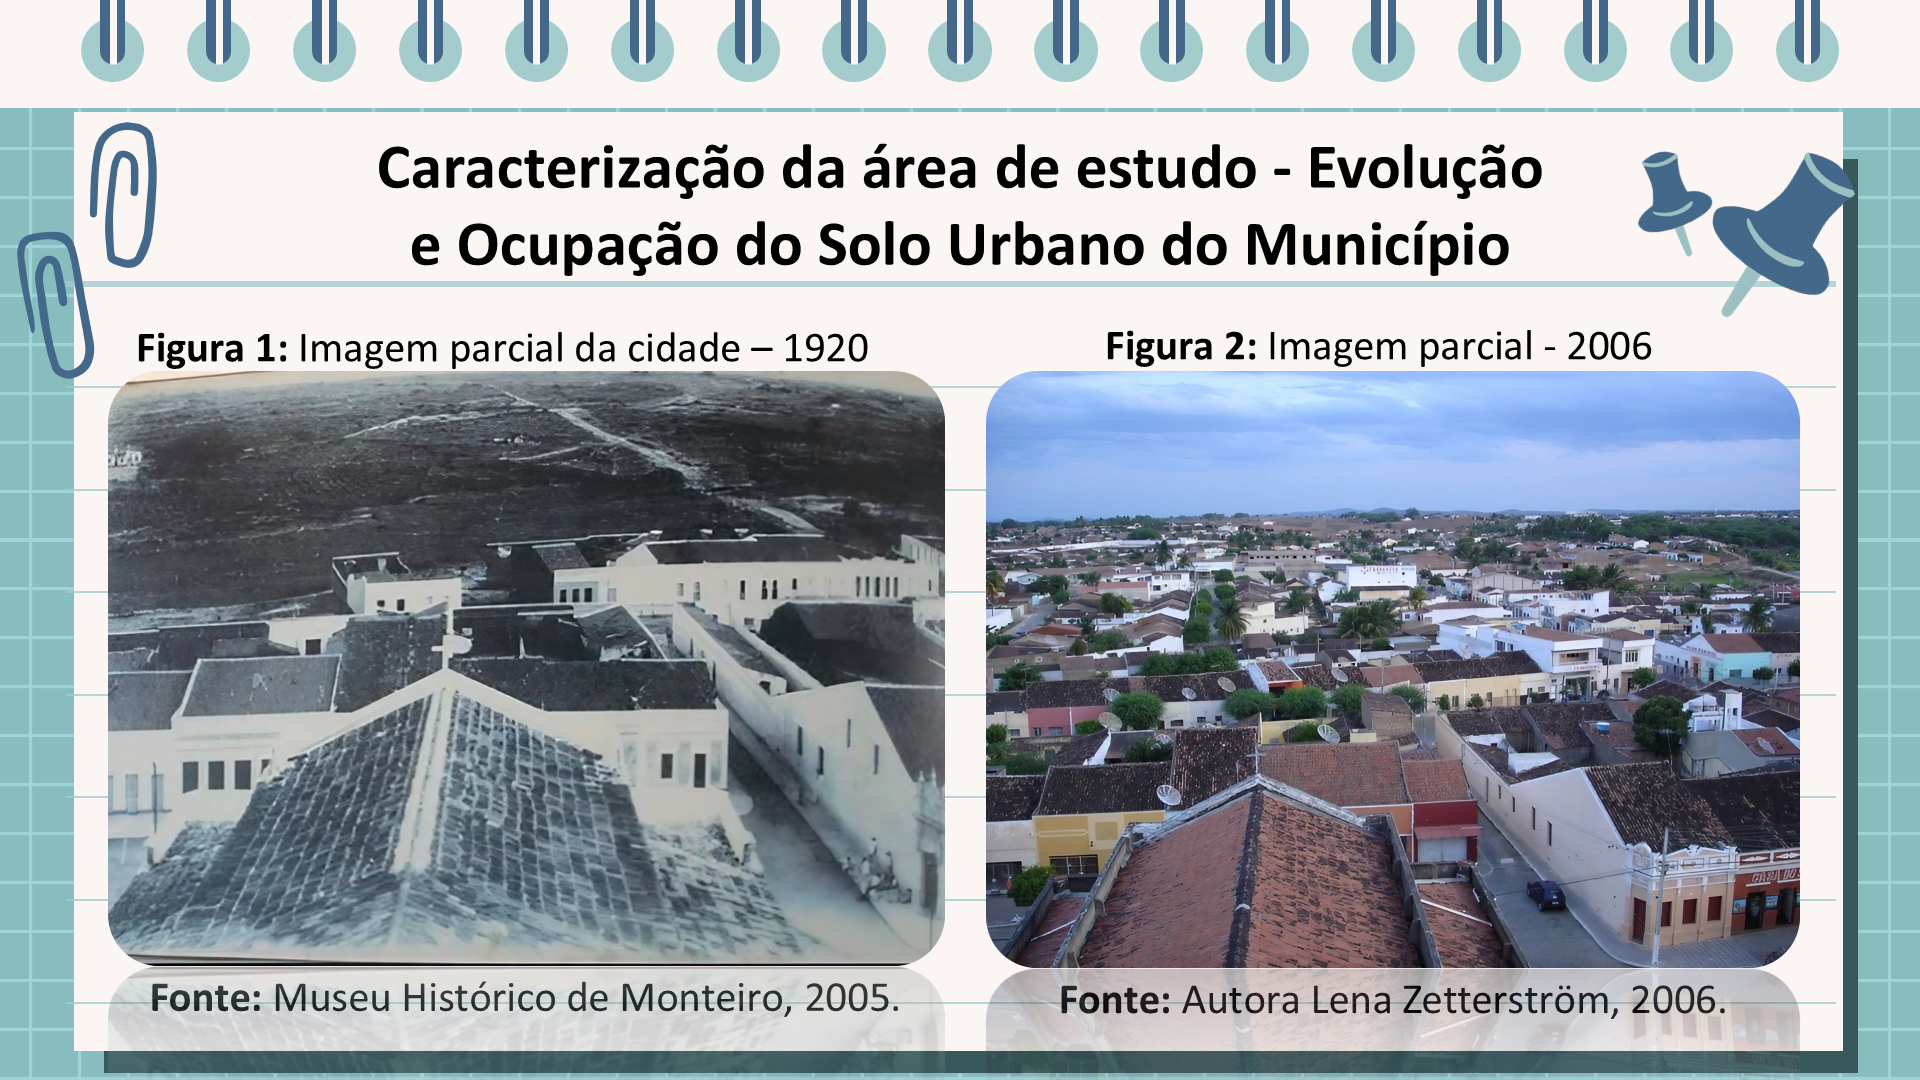 Caracterização da área de estudo - Evolução
e Ocupação do Solo Urbano do Município
Figura 1: Imagem parcial da cidade – 1920
Figura 2: Imagem parcial - 2006
Fonte: Museu Histórico de Monteiro, 2005.
Fonte: Autora Lena Zetterström, 2006.